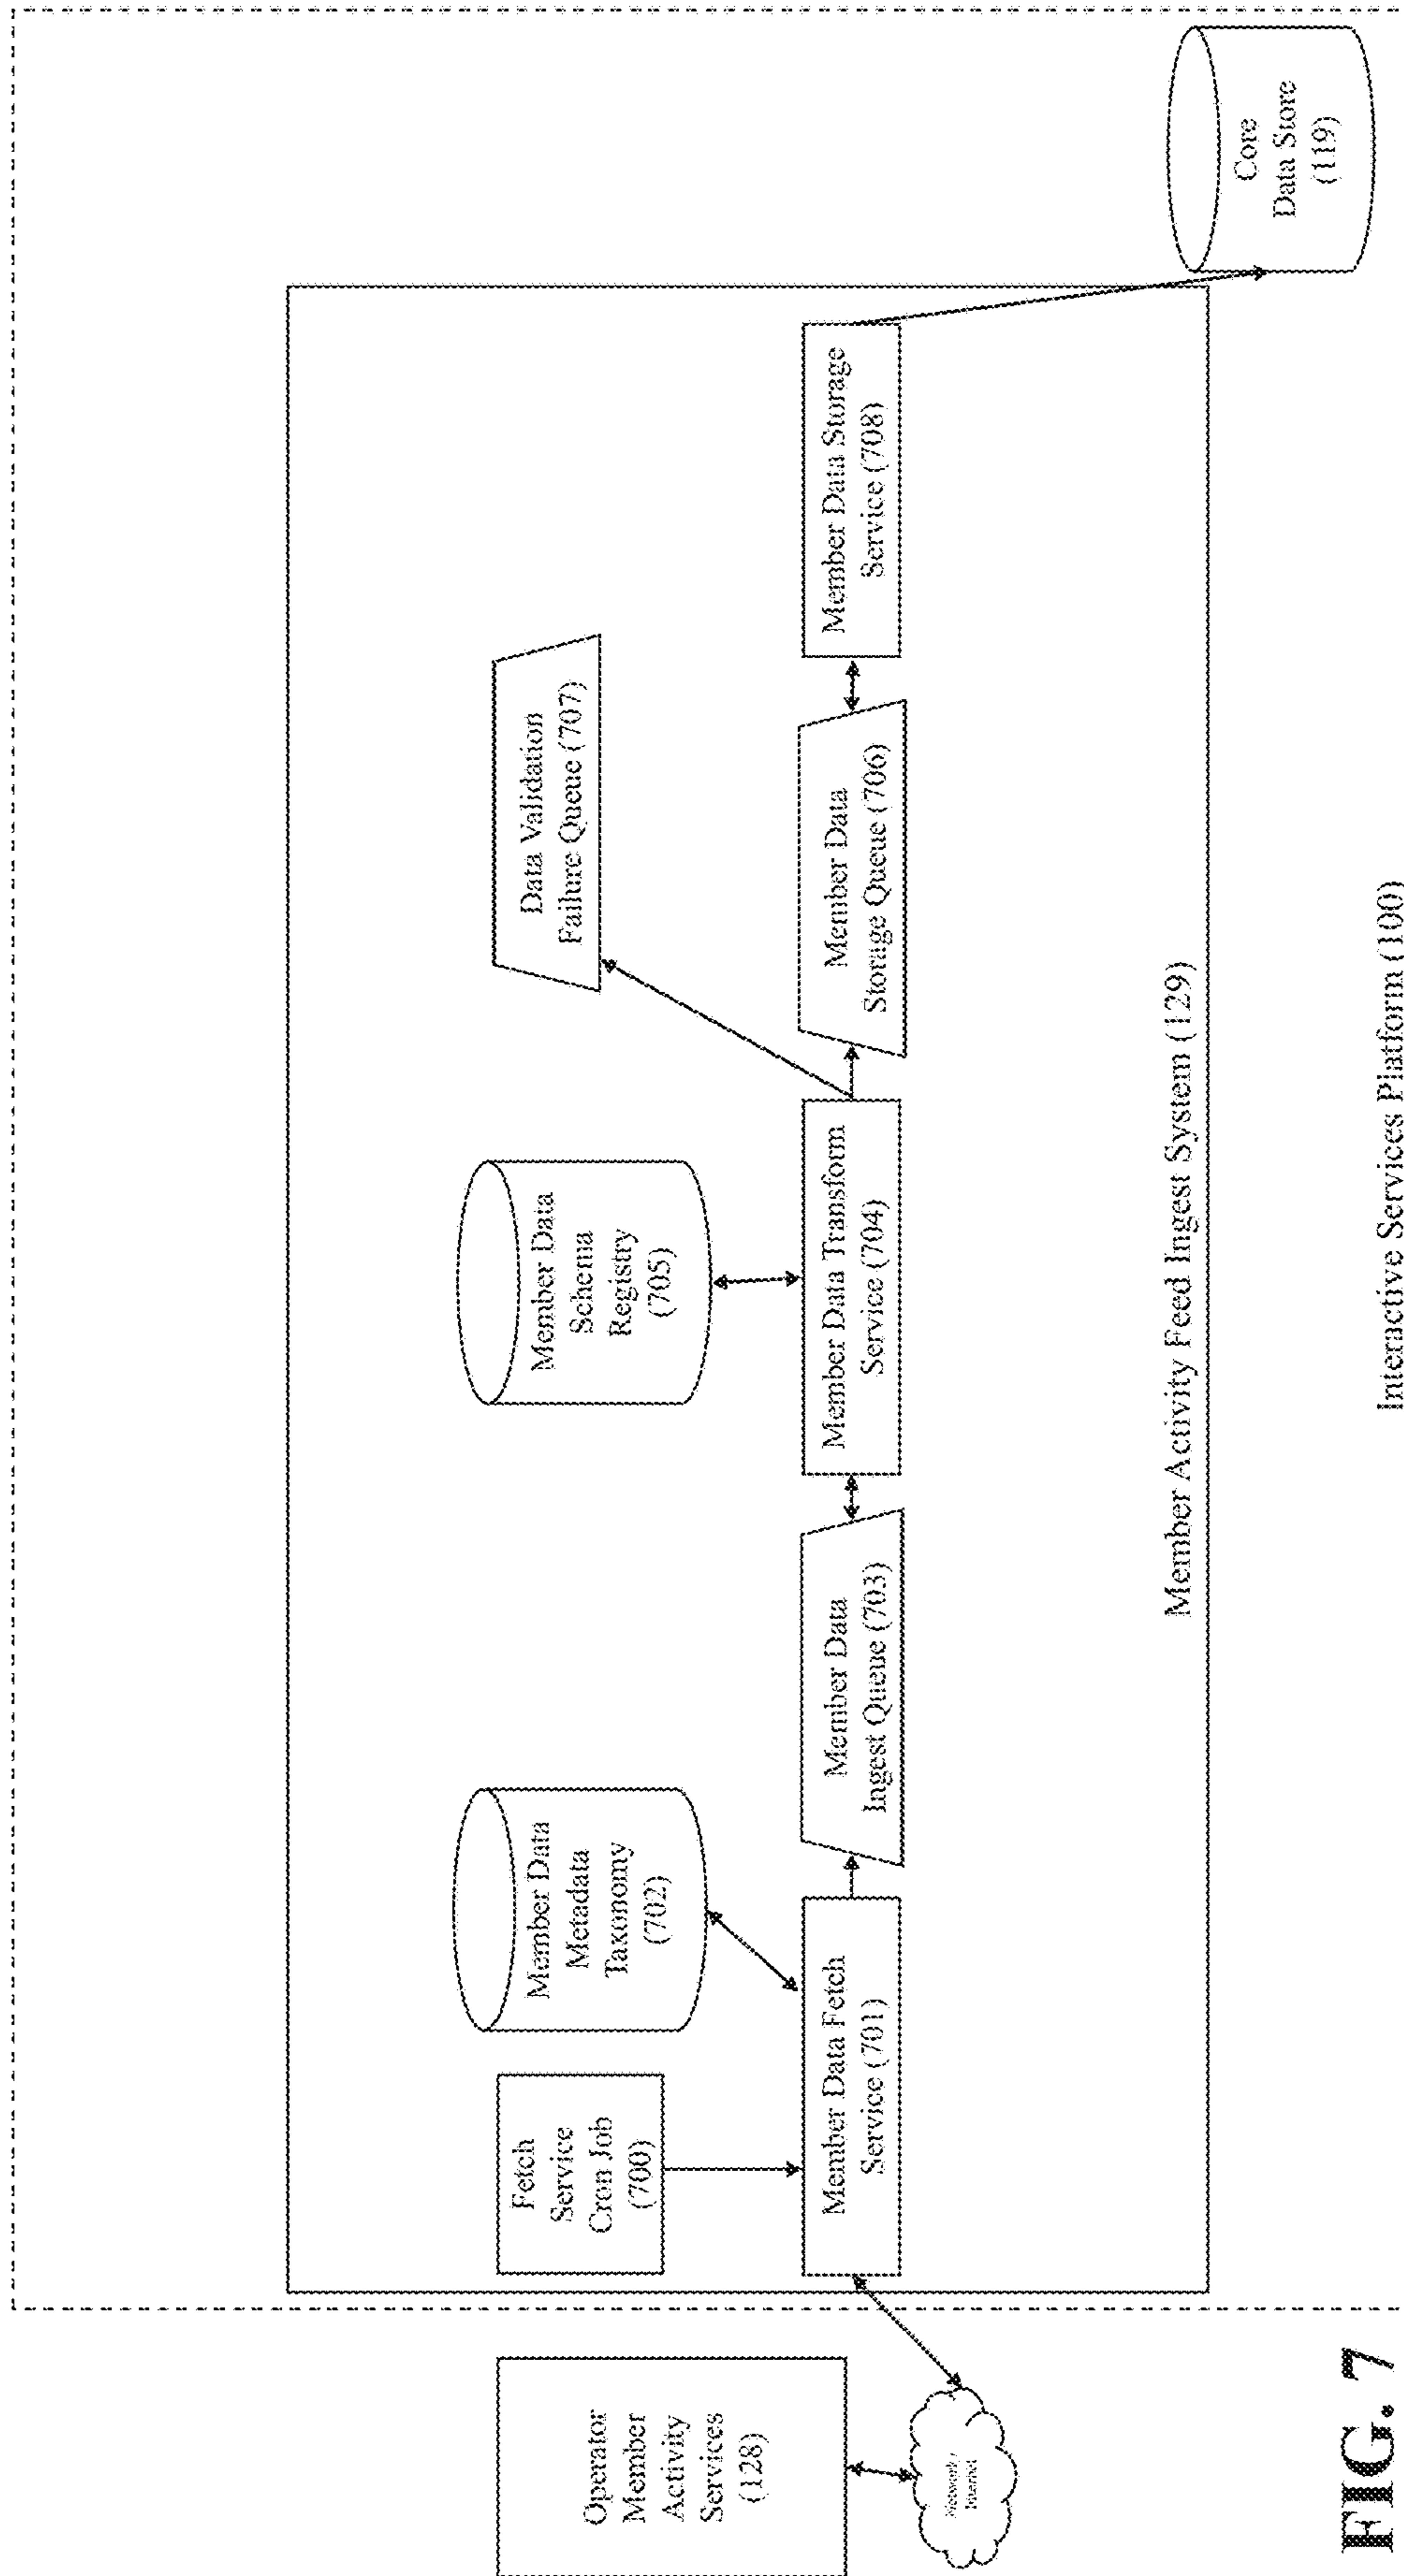 Operator
Member
Activity
Services
(128)
Network /
Internet
Fetch
Service
Cron Job
(700)
Member Data Fetch
Service (701)
Member Data
Metadata
Taxonomy
(702)
Member Data
Ingest Queue (703)
Member Data
Schema
Registry
(705)
Member Data Transform
Service (704)
Data Validation
Failure Queue (707)
Member Data
Storage Queue (706)
Member Data Storage
Service (708)
Core
Data Store
(119)
Member Activity Feed Ingest System (129)
Interactive Services Platform (100)
FIG. 7